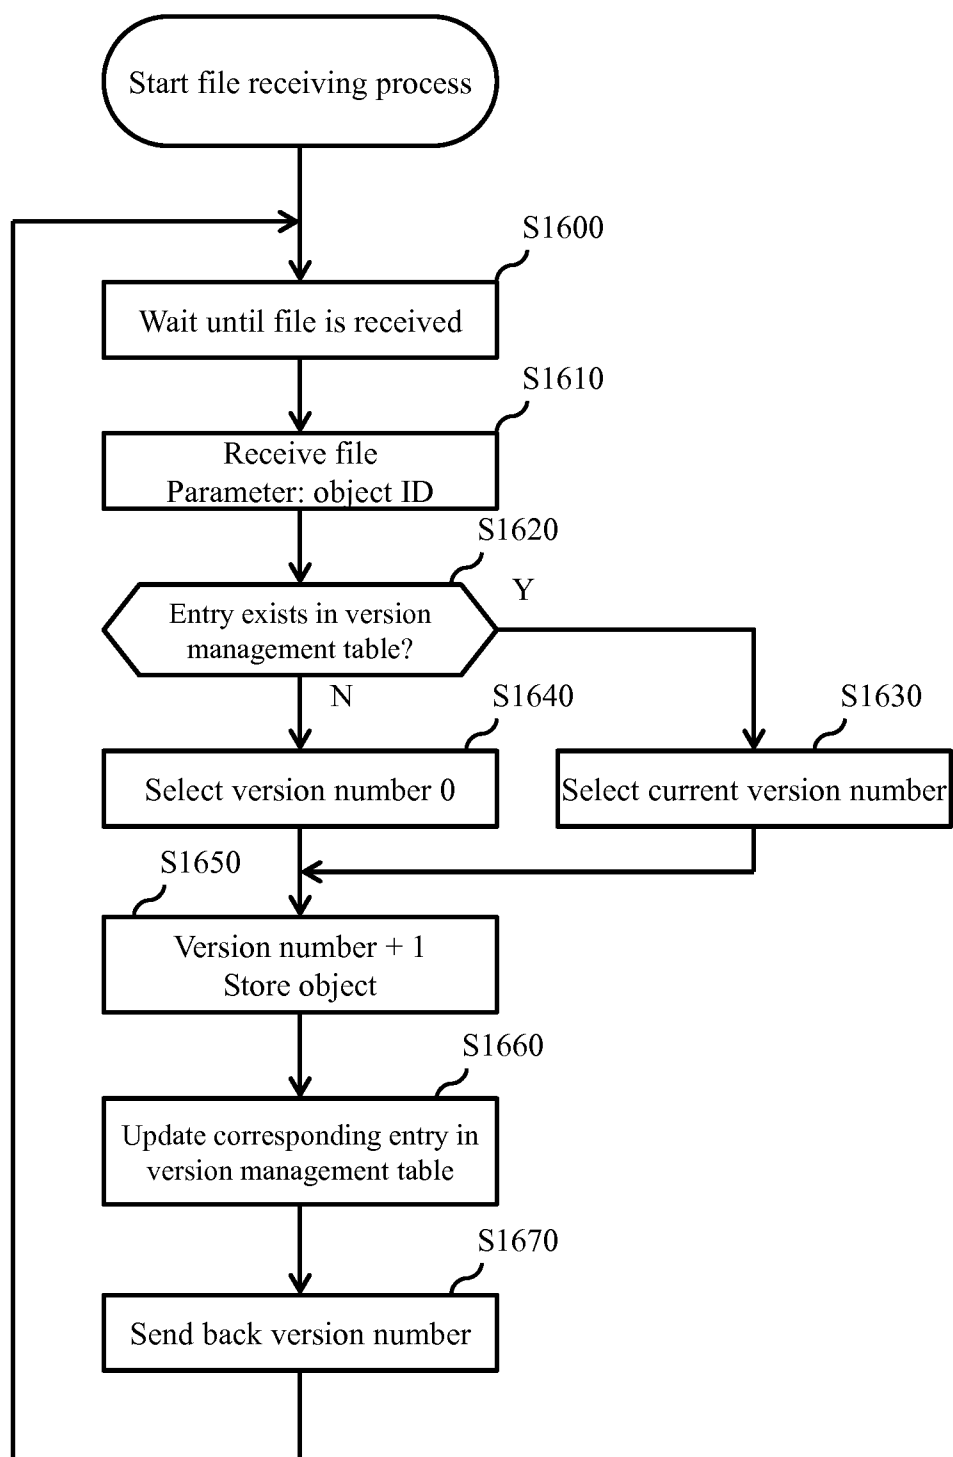 Start file receiving process
S1600
Wait until file is received
S1610
Receive file
Parameter: object ID
S1620
Entry exists in version
management table?
Y
N
S1640
S1630
Select version number 0
Select current version number
S1650
Version number + 1
Store object
S1660
Update corresponding entry in
version management table
S1670
Send back version number